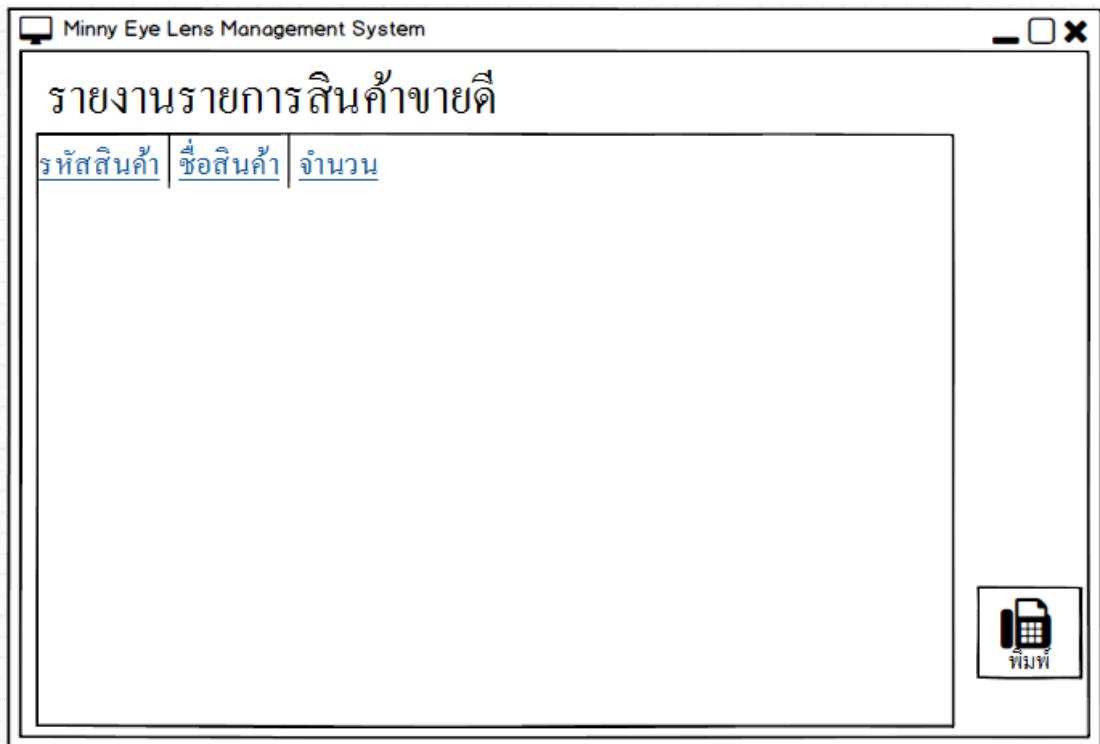 Minny Eye Lens Management System
รายงานรายการสินค้าขายดี
รหัสสินค้า ชื่อสินค้า จำนวน
พิมพ์